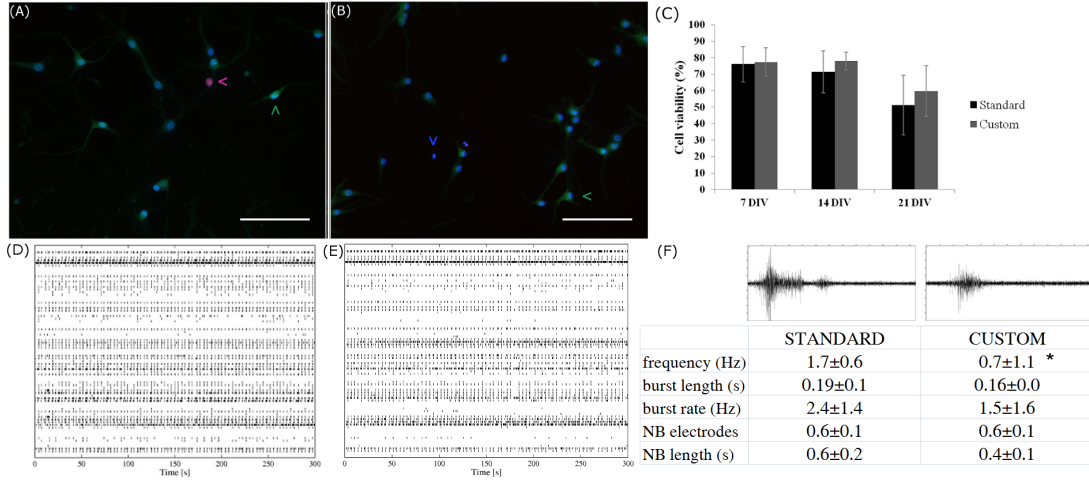 (A)
(B)
(C)
100
90
80
70
60
50
40
30
20
10
0
Cell viability (%)
7 DIV
14 DIV
21 DIV
Standard
Custom
(D)
0
50
100
150
200
250
300
Time [s]
(E)
0
50
100
150
200
250
300
Time [s]
(F)
STANDARD CUSTOM
frequency (Hz) 1.7±0.6 0.7±1.1 *
burst length (s) 0.19±0.1 0.16±0.0
burst rate (Hz) 2.4±1.4 1.5±1.6
NB electrodes 0.6±0.1 0.6±0.1
NB length (s) 0.6±0.2 0.4±0.1